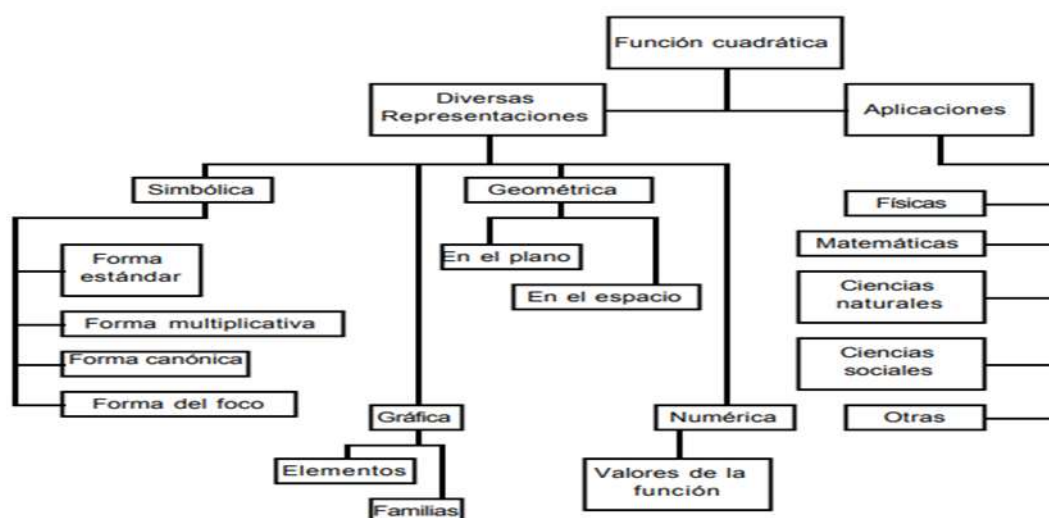 Función cuadrática
Diversas
Representaciones
Aplicaciones
Simbólica
Geométrica
Físicas
Forma
estándar
En el plano
Matemáticas
En el espacio
Ciencias
naturales
Forma multiplicativa
Forma canónica
Ciencias
sociales
Forma del foco
Gráfica
Numérica
Otras
Elementos
Valores de la
función
Familias